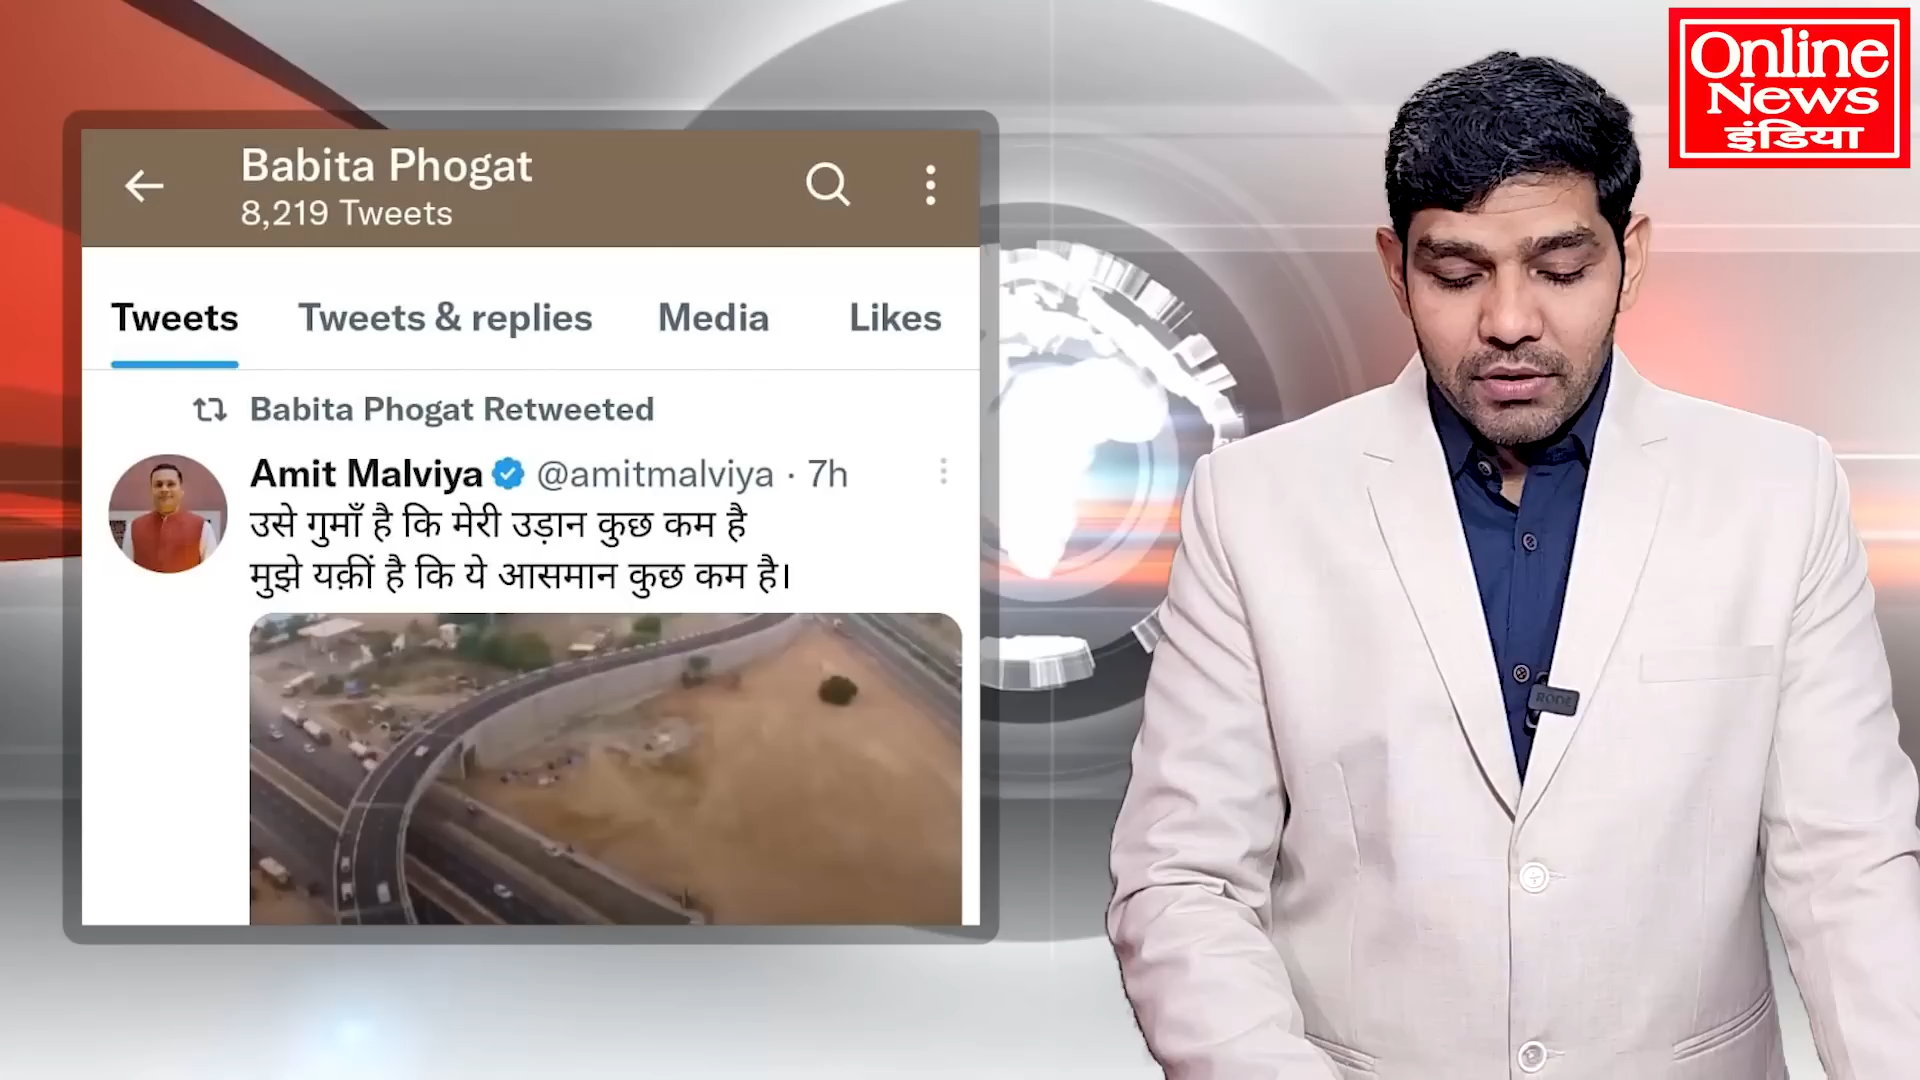 Online
News
इंडिया
Babita Phogat
8,219 Tweets
Tweets Tweets & replies Media Likes
Babita Phogat Retweeted
Amit Malviya @amitmalviya · 7h
उसे गुमाँ है कि मेरी उड़ान कुछ कम है
मुझे यक़ीं है कि ये आसमान कुछ कम है।
RODE